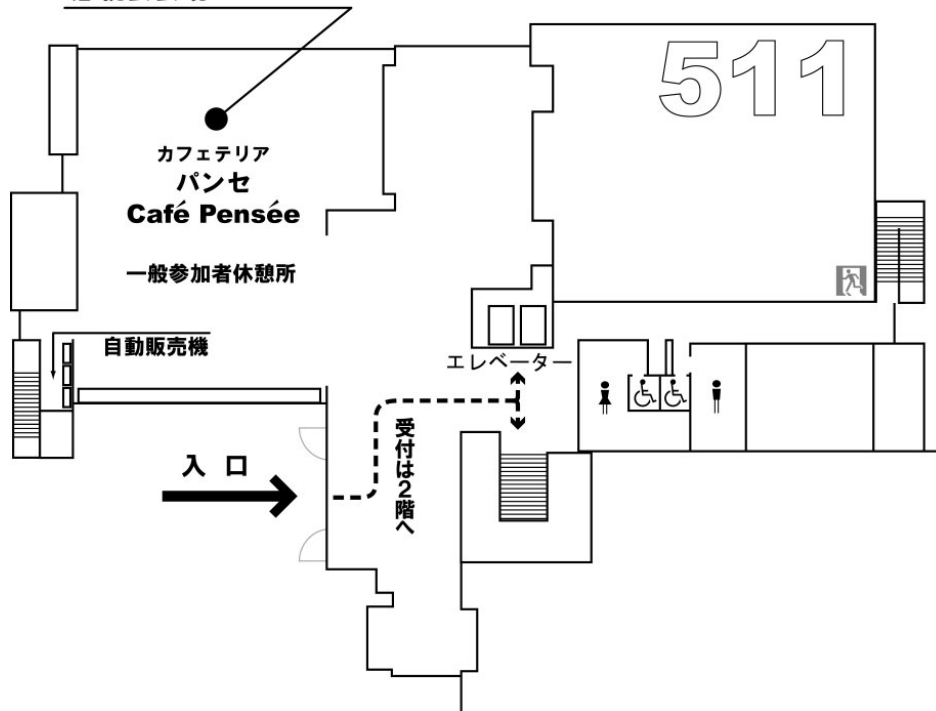 511
カフェテリア
パンセ
Café Pensée
一般参加者休憩所
自動販売機
エレベーター
入口
受付は2階へ